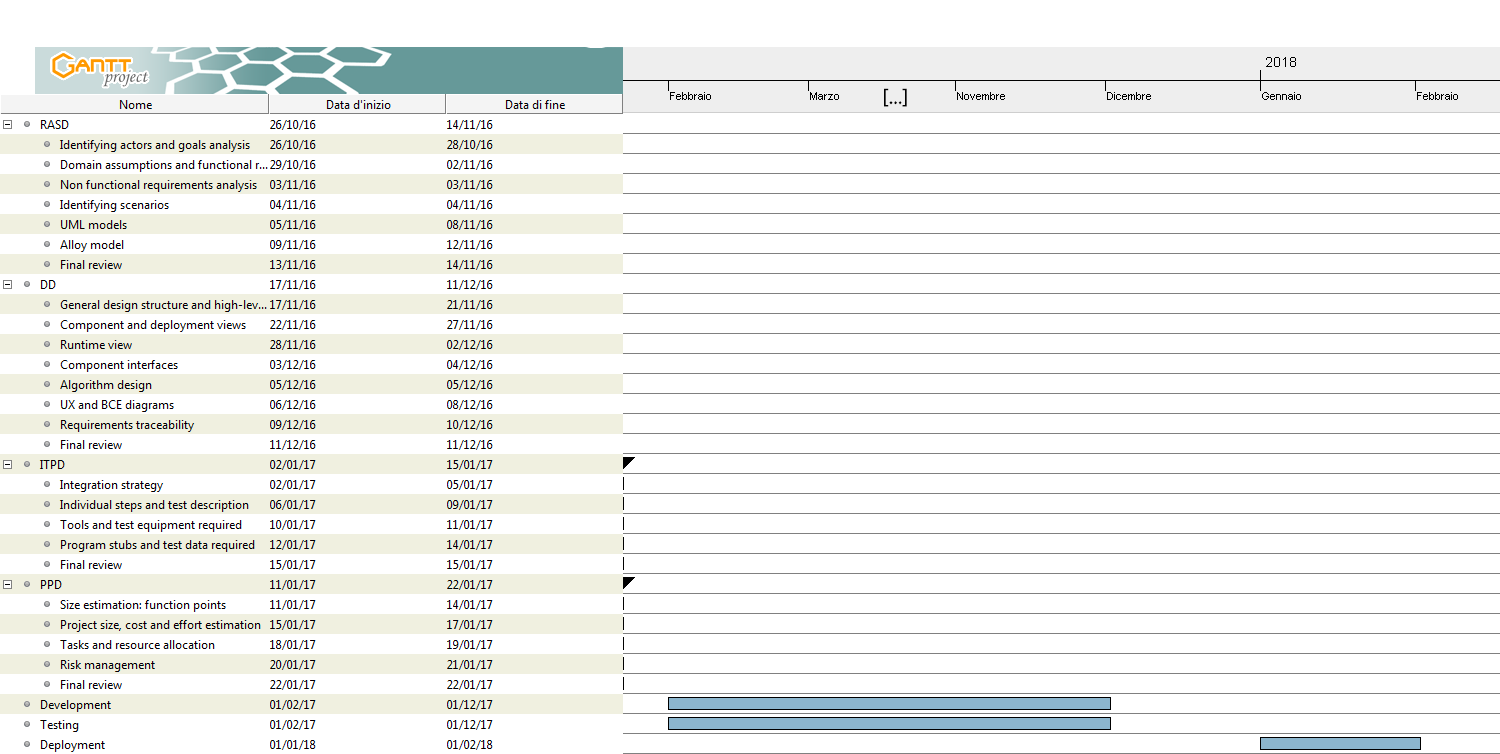 GANTT project
2018
Febbraio Marzo [...] Novembre Dicembre Gennaio Febbraio
Nome Data d'inizio Data di fine
RASD 26/10/16 14/11/16
Identifying actors and goals analysis 26/10/16 28/10/16
Domain assumptions and functional r... 29/10/16 02/11/16
Non functional requirements analysis 03/11/16 03/11/16
Identifying scenarios 04/11/16 04/11/16
UML models 05/11/16 08/11/16
Alloy model 09/11/16 12/11/16
Final review 13/11/16 14/11/16
DD 17/11/16 11/12/16
General design structure and high-lev... 17/11/16 21/11/16
Component and deployment views 22/11/16 27/11/16
Runtime view 28/11/16 02/12/16
Component interfaces 03/12/16 04/12/16
Algorithm design 05/12/16 05/12/16
UX and BCE diagrams 06/12/16 08/12/16
Requirements traceability 09/12/16 10/12/16
Final review 11/12/16 11/12/16
ITPD 02/01/17 15/01/17
Integration strategy 02/01/17 05/01/17
Individual steps and test description 06/01/17 09/01/17
Tools and test equipment required 10/01/17 11/01/17
Program stubs and test data required 12/01/17 14/01/17
Final review 15/01/17 15/01/17
PPD 11/01/17 22/01/17
Size estimation: function points 11/01/17 14/01/17
Project size, cost and effort estimation 15/01/17 17/01/17
Tasks and resource allocation 18/01/17 19/01/17
Risk management 20/01/17 21/01/17
Final review 22/01/17 22/01/17
Development 01/02/17 01/12/17
Testing 01/02/17 01/12/17
Deployment 01/01/18 01/02/18